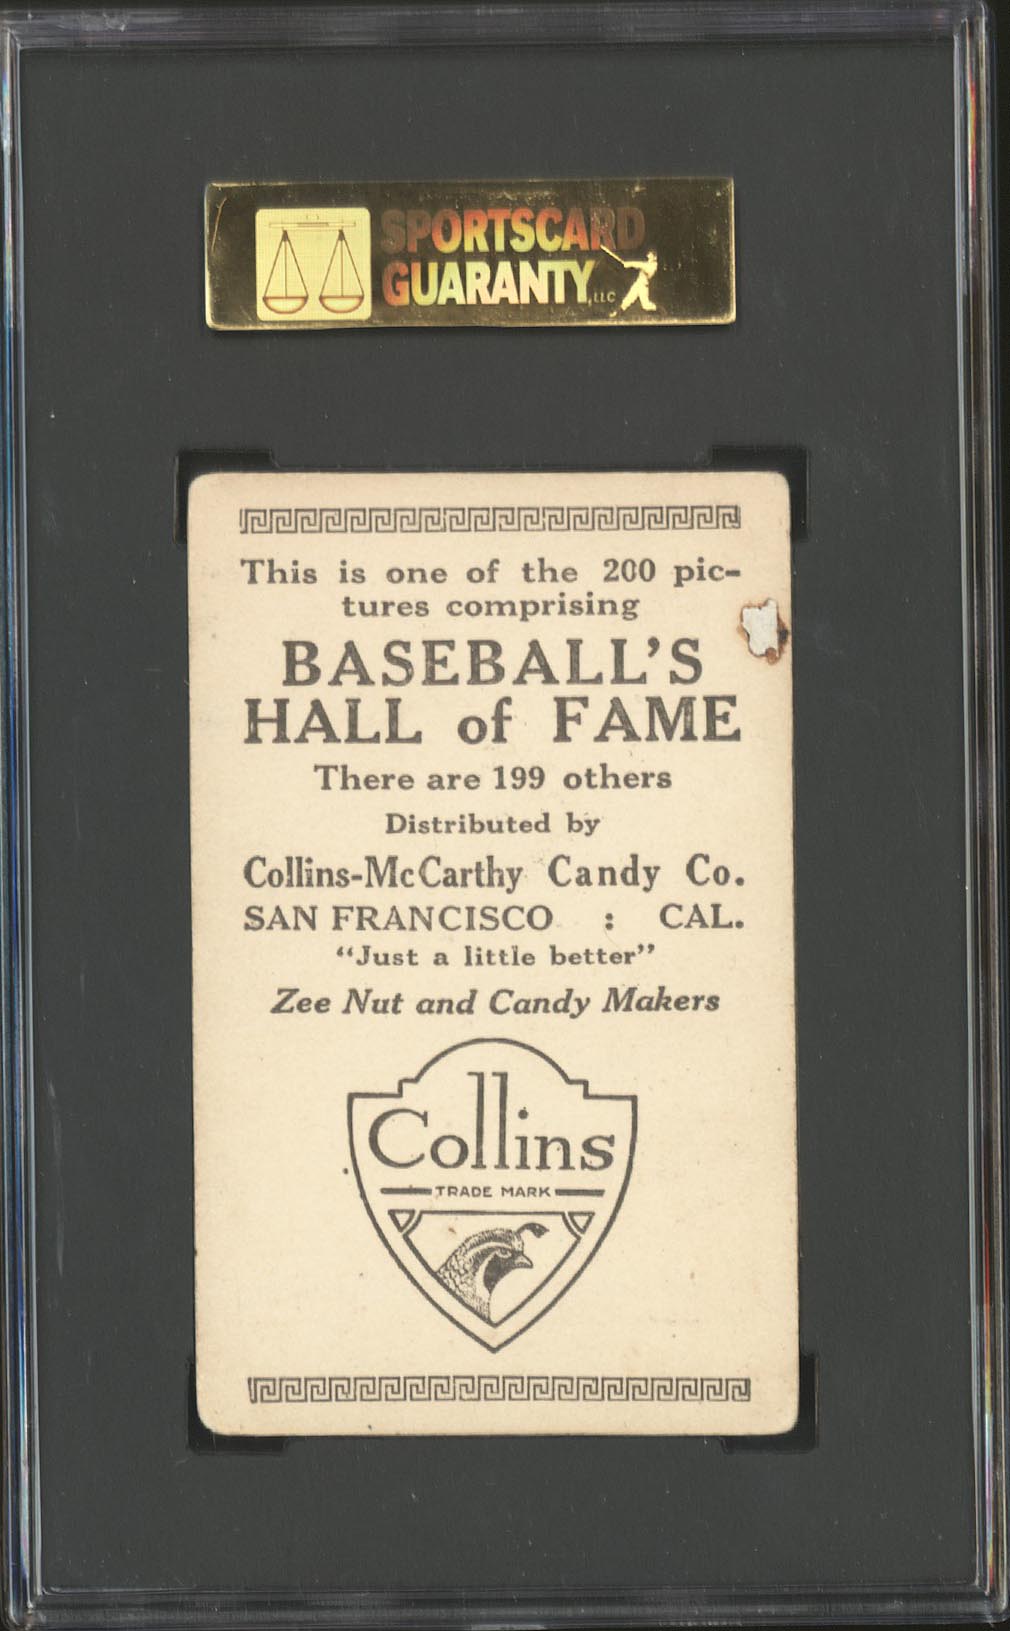 SPORTSCARD
GUARANTY, LLC
This is one of the 200 pic-
tures comprising
BASEBALL'S
HALL of FAME
There are 199 others
Distributed by
Collins-McCarthy Candy Co.
SAN FRANCISCO : CAL.
"Just a little better"
Zee Nut and Candy Makers
Collins
TRADE MARK